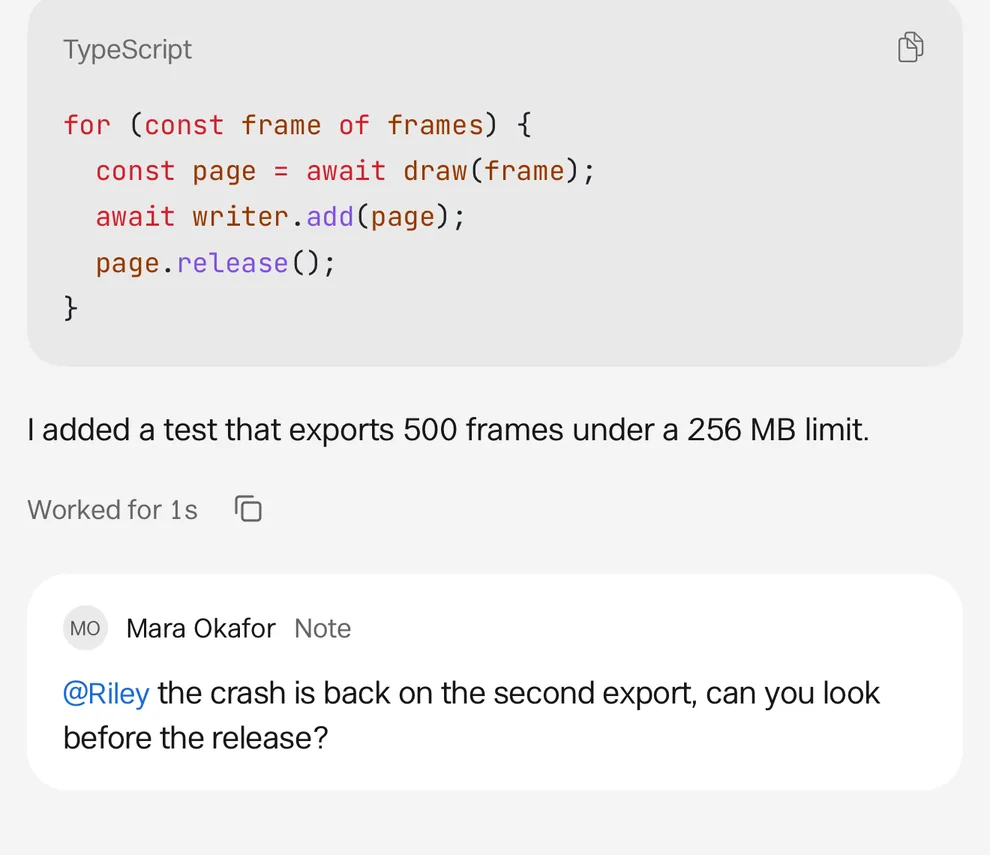 TypeScript
for (const frame of frames) {
  const page = await draw(frame);
  await writer.add(page);
  page.release();
}
I added a test that exports 500 frames under a 256 MB limit.
Worked for 1s
MO Mara Okafor Note
@Riley the crash is back on the second export, can you look
before the release?